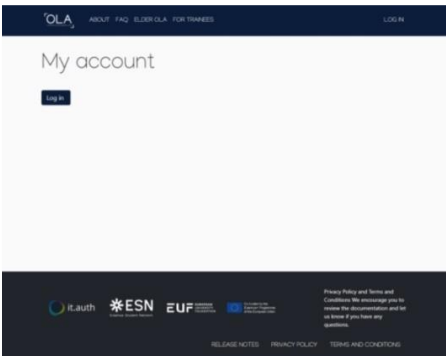 OLA
ABOUT FAQ ELDER OLA FOR TRAINEES LOG IN
My account
Log in
it.auth
ESN
EUF
Privacy Policy and Terms and
Conditions We encourage you to
review the documentation and let
us know if you have any
questions.
RELEASE NOTES PRIVACY POLICY TERMS AND CONDITIONS